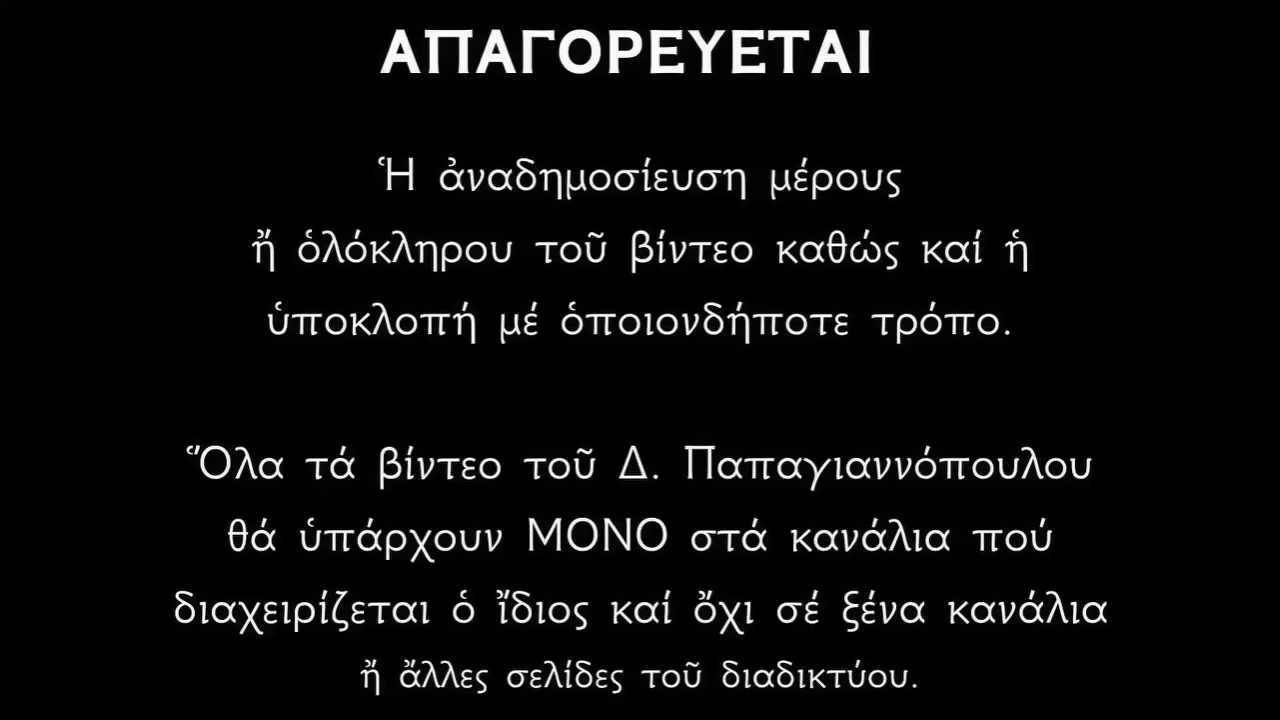 ΑΠΑΓΟΡΕΥΕΤΑΙ
Ἡ ἀναδημοσίευση μέρους
ἤ ὁλόκληρου τοῦ βίντεο καθώς καί ἡ
ὑποκλοπή μέ ὁποιονδήποτε τρόπο.
Ὅλα τά βίντεο τοῦ Δ. Παπαγιαννόπουλου
θά ὑπάρχουν ΜΟΝΟ στά κανάλια πού
διαχειρίζεται ὁ ἴδιος καί ὄχι σέ ξένα κανάλια
ἤ ἄλλες σελίδες τοῦ διαδικτύου.